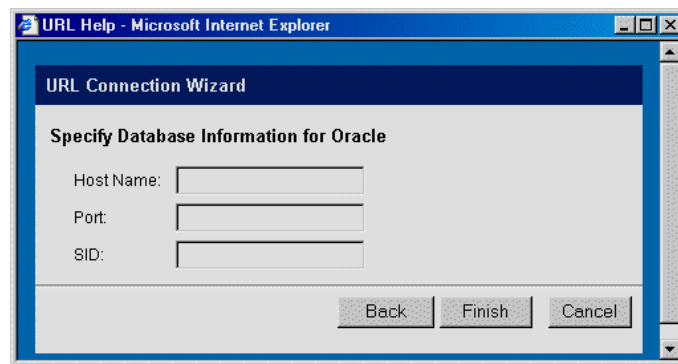 URL Help - Microsoft Internet Explorer
URL Connection Wizard
Specify Database Information for Oracle
Host Name:
Port:
SID:
Back Finish Cancel